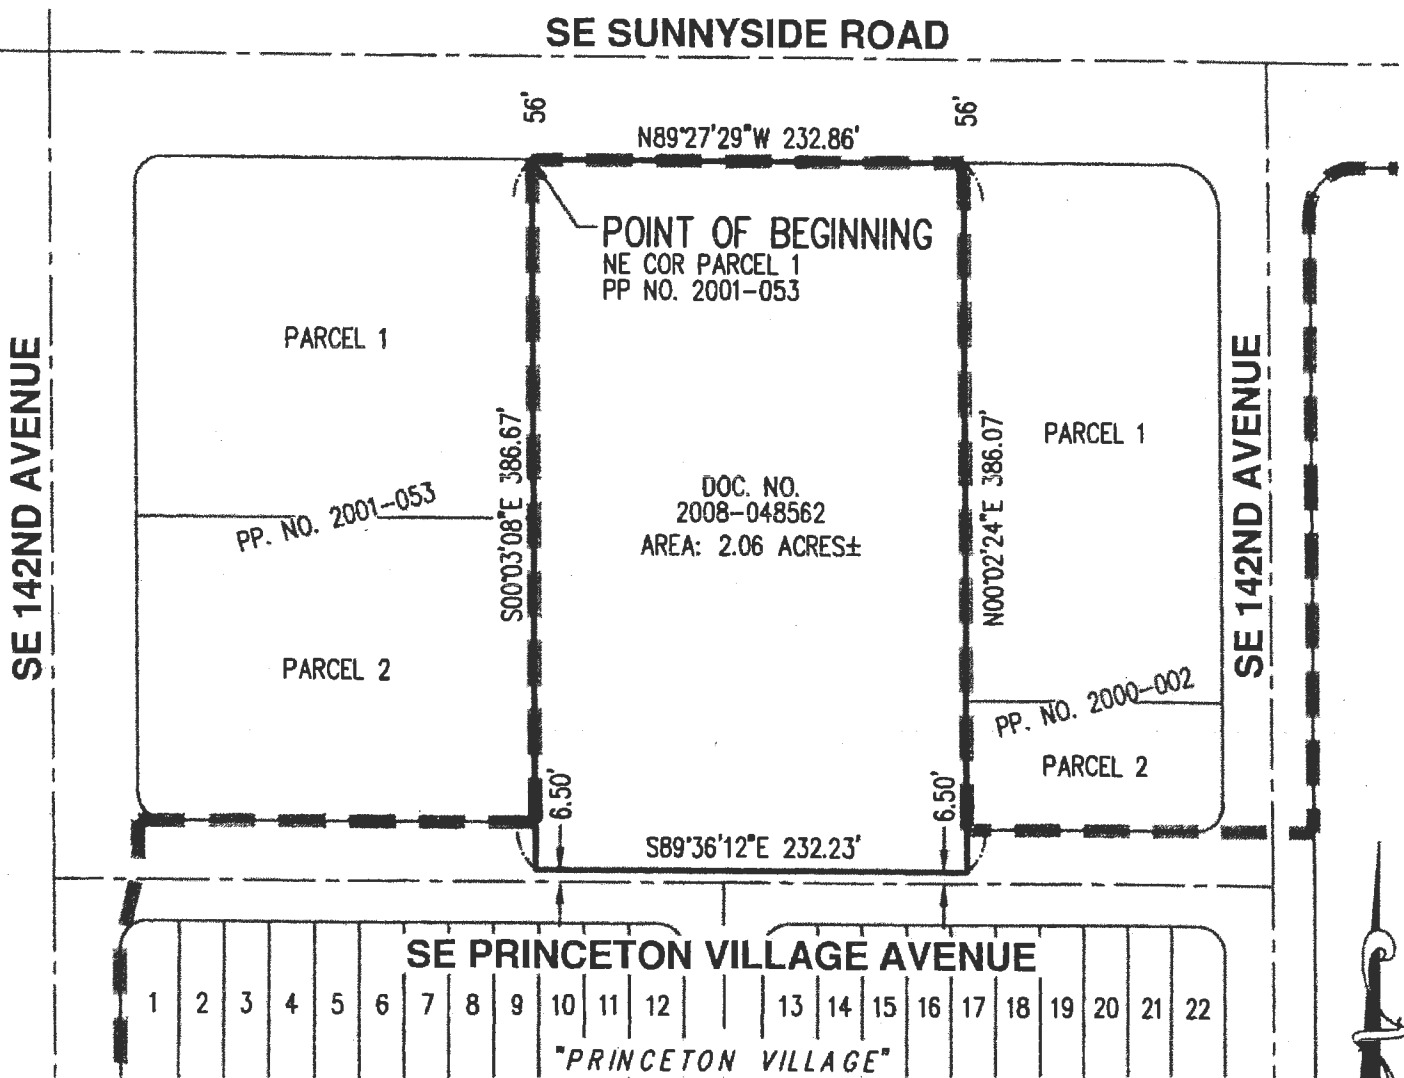 SE SUNNYSIDE ROAD
56'
56'
N89°27'29"W 232.86'
POINT OF BEGINNING
NE COR PARCEL 1
PP NO. 2001-053
PARCEL 1
SE 142ND AVENUE
SE 142ND AVENUE
S00°03'08"E 386.67'
N00°02'24"E 386.07'
PARCEL 1
DOC. NO.
2008-048562
AREA: 2.06 ACRES±
PP. NO. 2001-053
PARCEL 2
PP. NO. 2000-002
PARCEL 2
6.50'
6.50'
S89°36'12"E 232.23'
SE PRINCETON VILLAGE AVENUE
1 2 3 4 5 6 7 8 9 10 11 12 13 14 15 16 17 18 19 20 21 22
"PRINCETON VILLAGE"